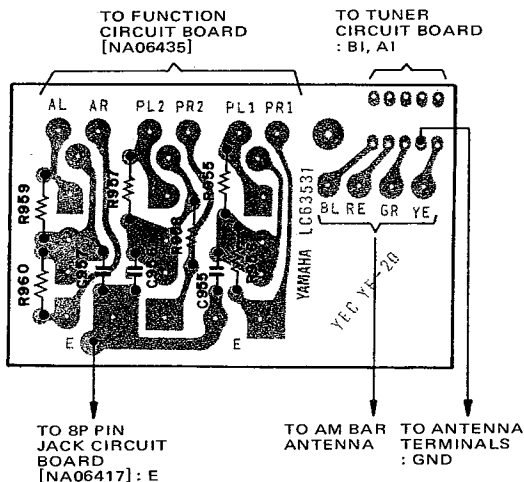 TO FUNCTION
CIRCUIT BOARD
[NA06435]
TO TUNER
CIRCUIT BOARD
: BI, AI
AL AR PL2 PR2 PL1 PR1
R959
R957
R955
R960
C957
C955
YAMAHA LC63531
BL RE GR YE
YEC YE-2D
E
E
TO 8P PIN
JACK CIRCUIT
BOARD
[NA06417] : E
TO AM BAR
ANTENNA
TO ANTENNA
TERMINALS
: GND